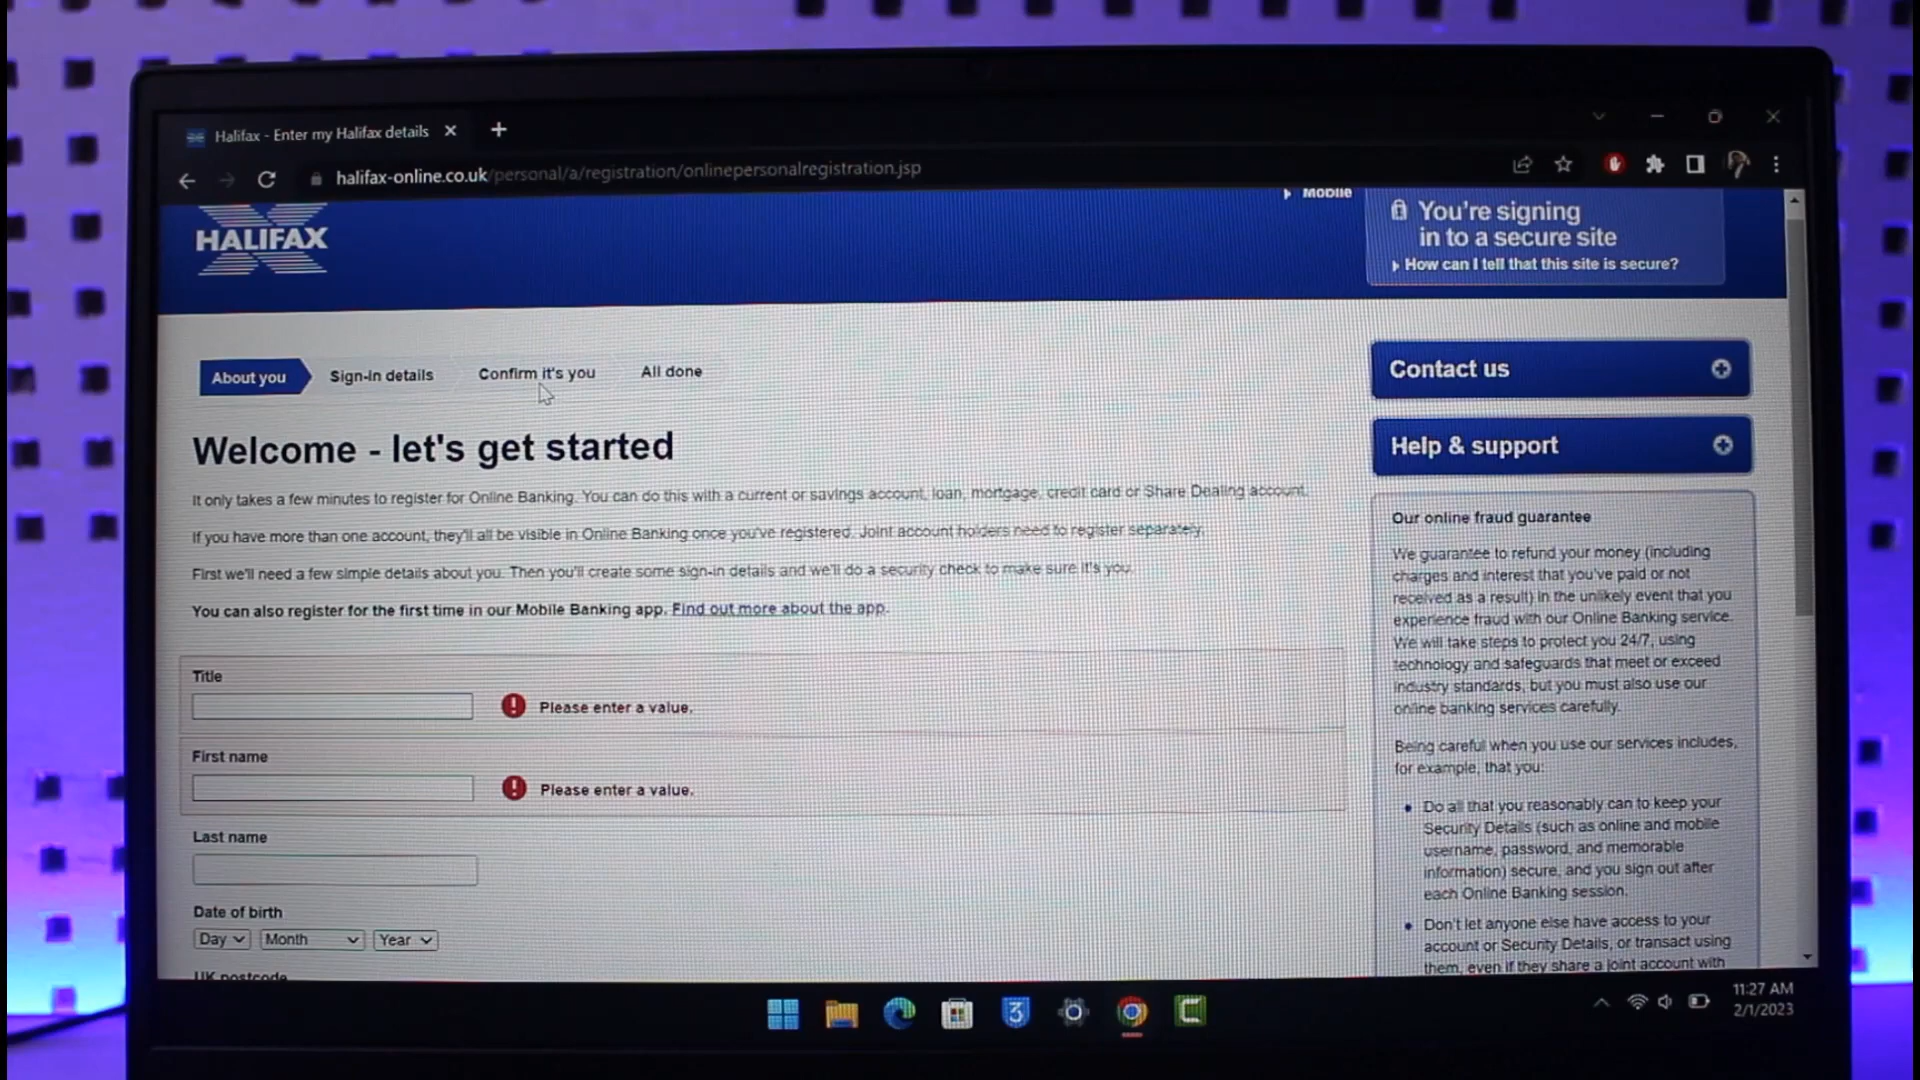 Halifax - Enter my Halifax details
halifax-online.co.uk/personal/a/registration/onlinepersonalregistration.jsp
Mobile
HALIFAX
You're signing
in to a secure site
How can I tell that this site is secure?
About you
Sign-in details
Confirm it's you
All done
Welcome - let's get started
It only takes a few minutes to register for Online Banking. You can do this with a current or savings account, loan, mortgage, credit card or Share Dealing account.
If you have more than one account, they'll all be visible in Online Banking once you've registered. Joint account holders need to register separately.
First we'll need a few simple details about you. Then you'll create some sign-in details and we'll do a security check to make sure it's you.
You can also register for the first time in our Mobile Banking app. Find out more about the app.
Title
Please enter a value.
First name
Please enter a value.
Last name
Date of birth
Day
Month
Year
UK postcode
Contact us
Help & support
Our online fraud guarantee
We guarantee to refund your money (including
charges and interest that you've paid or not
received as a result) in the unlikely event that you
experience fraud with our Online Banking service.
We will take steps to protect you 24/7, using
technology and safeguards that meet or exceed
industry standards, but you must also use our
online banking services carefully.
Being careful when you use our services includes,
for example, that you:
Do all that you reasonably can to keep your
Security Details (such as online and mobile
username, password, and memorable
information) secure, and you sign out after
each Online Banking session.
Don't let anyone else have access to your
account or Security Details, or transact using
them, even if they share a joint account with
3
C
11:27 AM
2/1/2023